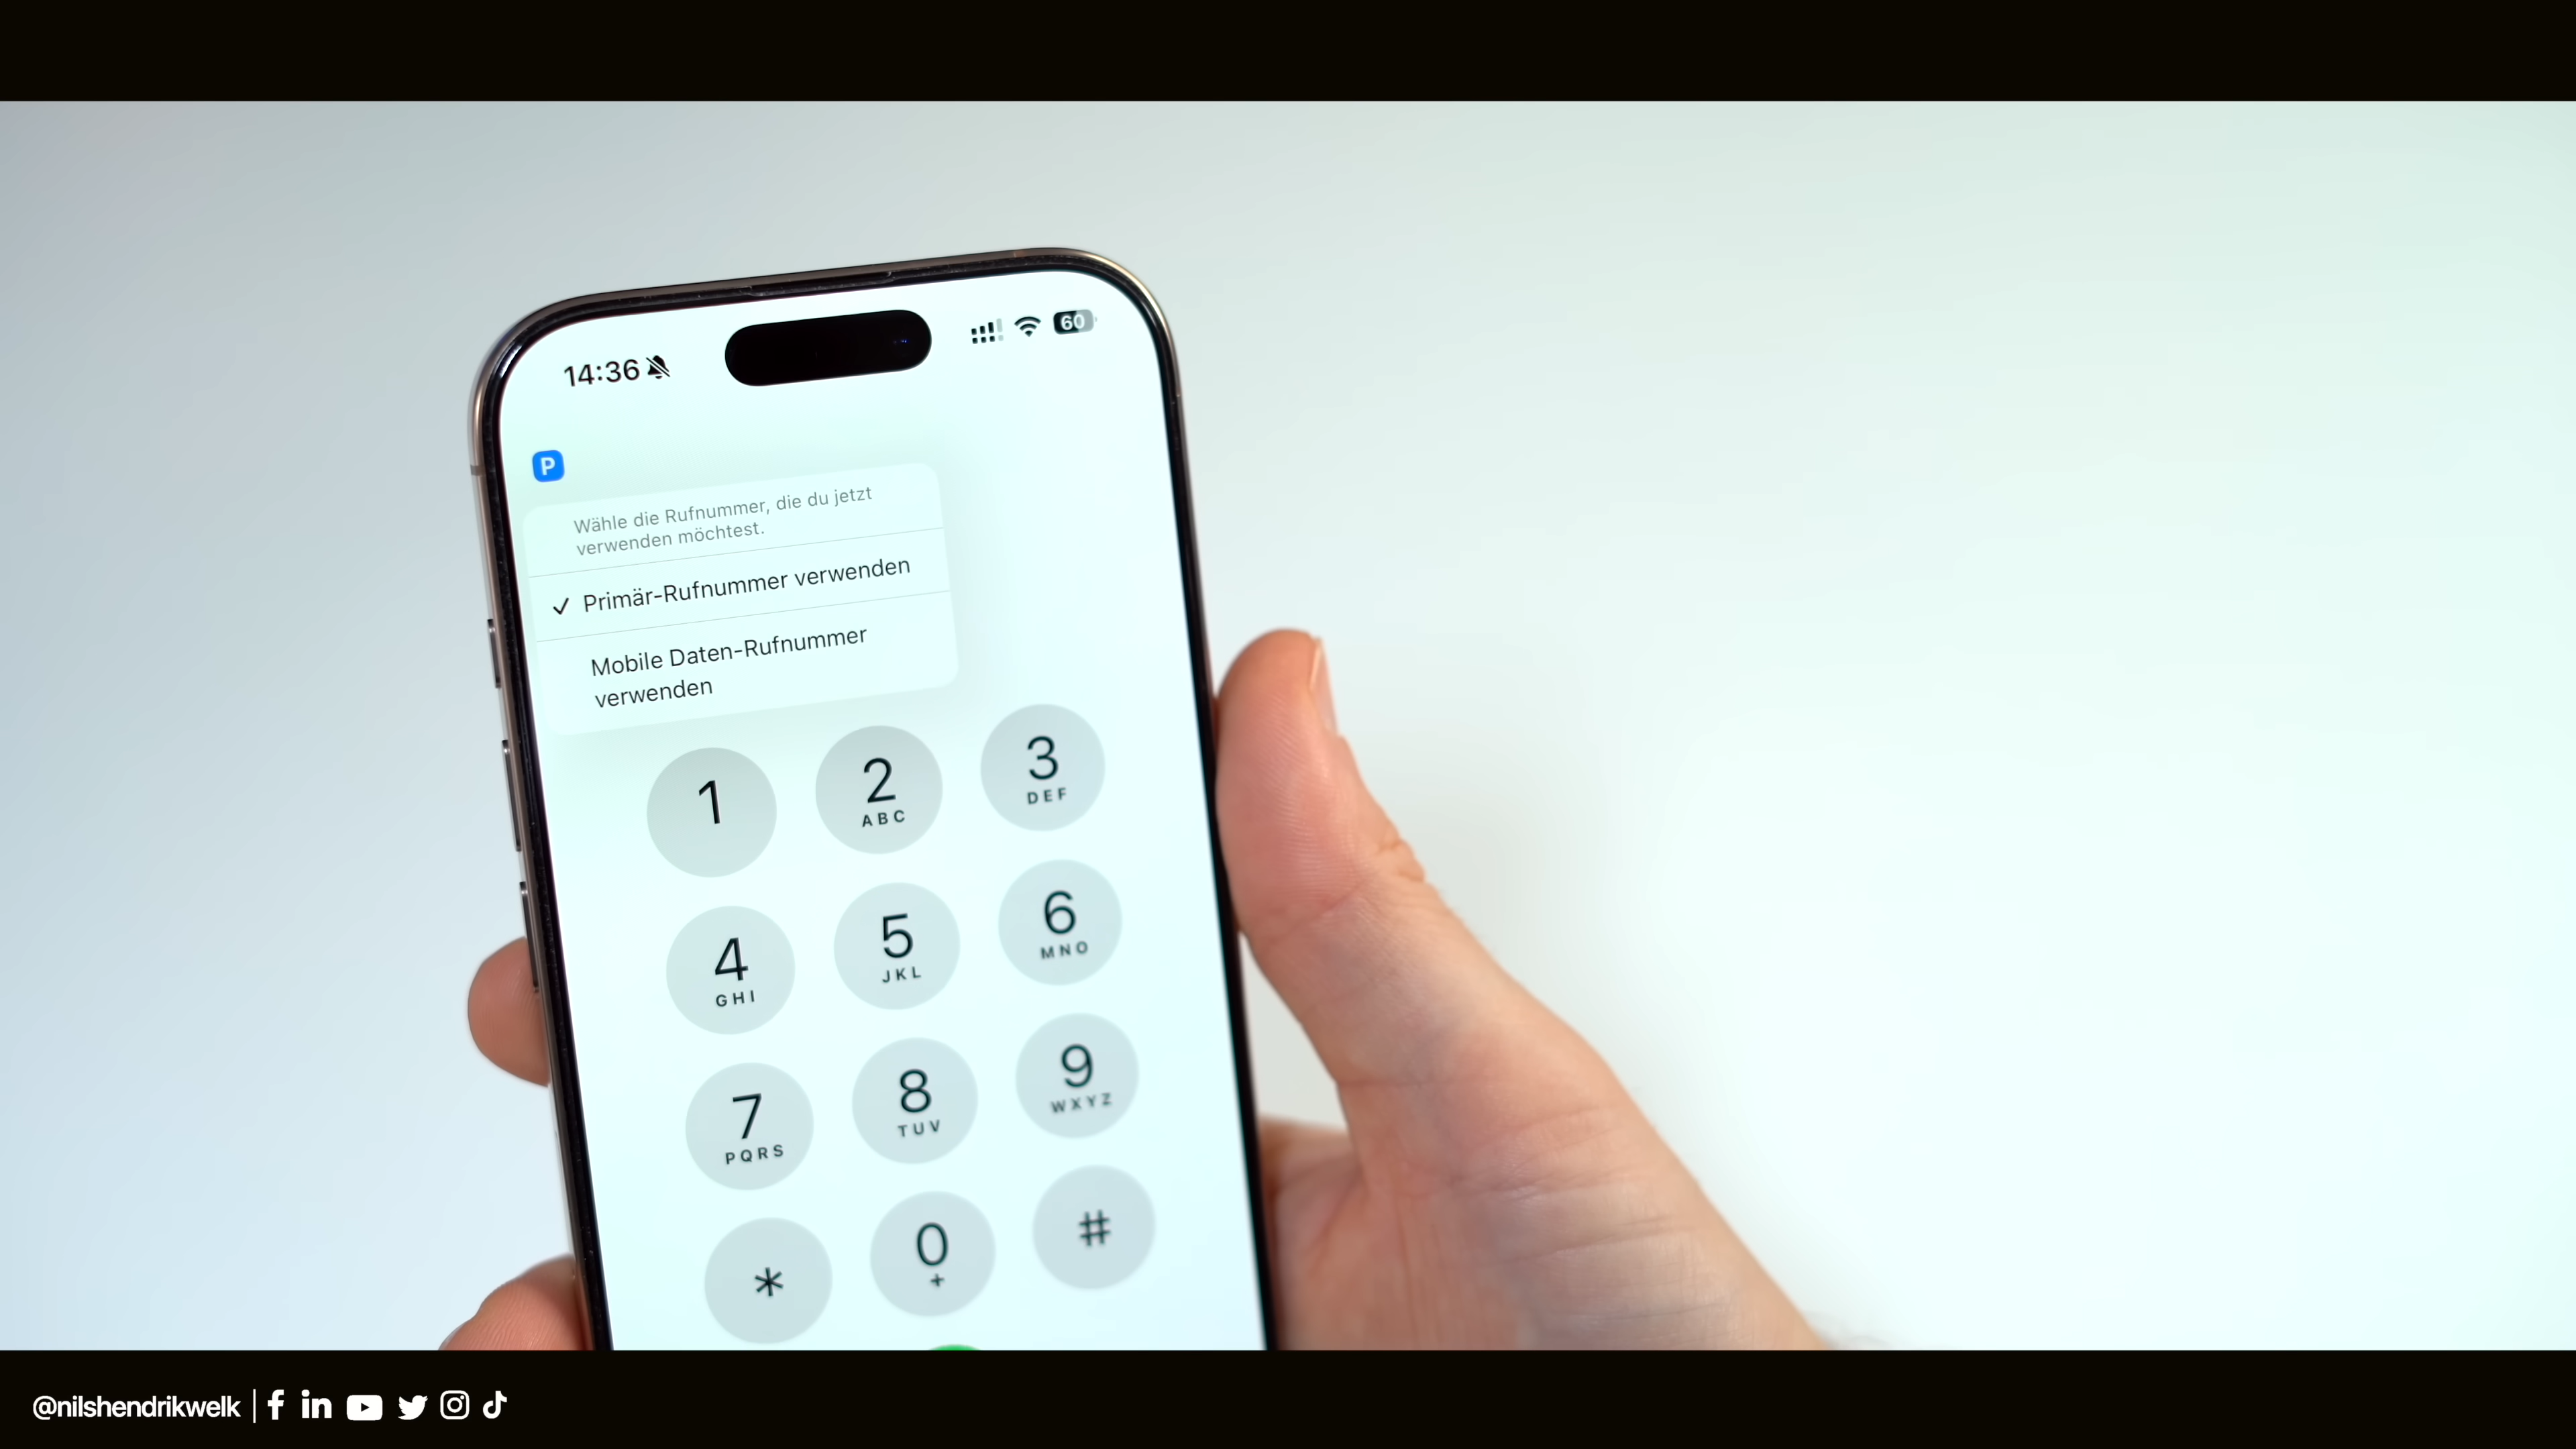 14:36
60
P
Wähle die Rufnummer, die du jetzt
verwenden möchtest.
✓ Primär-Rufnummer verwenden
Mobile Daten-Rufnummer
verwenden
1
2
ABC
3
DEF
4
GHI
5
JKL
6
MNO
7
PQRS
8
TUV
9
WXYZ
*
0
+
#
@nilshendrikwelk